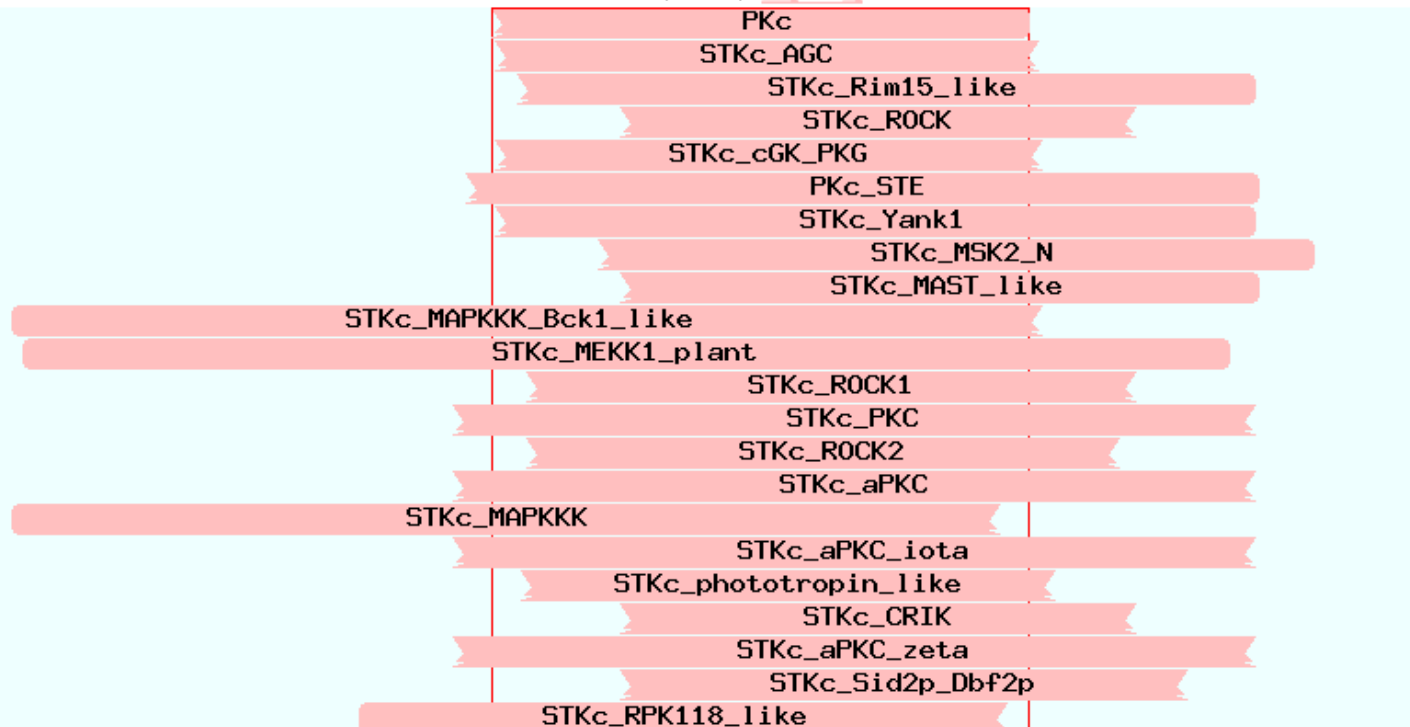 PKc
STKc_AGC
STKc_Rim15_like
STKc_ROCK
STKc_cGK_PKG
PKc_STE
STKc_Yank1
STKc_MSK2_N
STKc_MAST_like
STKc_MAPKKK_Bck1_like
STKc_MEKK1_plant
STKc_ROCK1
STKc_PKC
STKc_ROCK2
STKc_aPKC
STKc_MAPKKK
STKc_aPKC_iota
STKc_phototropin_like
STKc_CRIK
STKc_aPKC_zeta
STKc_Sid2p_Dbf2p
STKc_RPK118_like